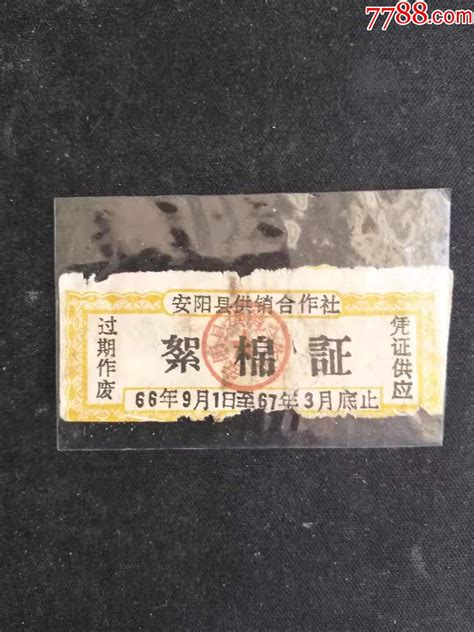 7788.com
安阳县供销合作社
过期作废
絮棉証
凭证供应
66年9月1日至67年3月底止